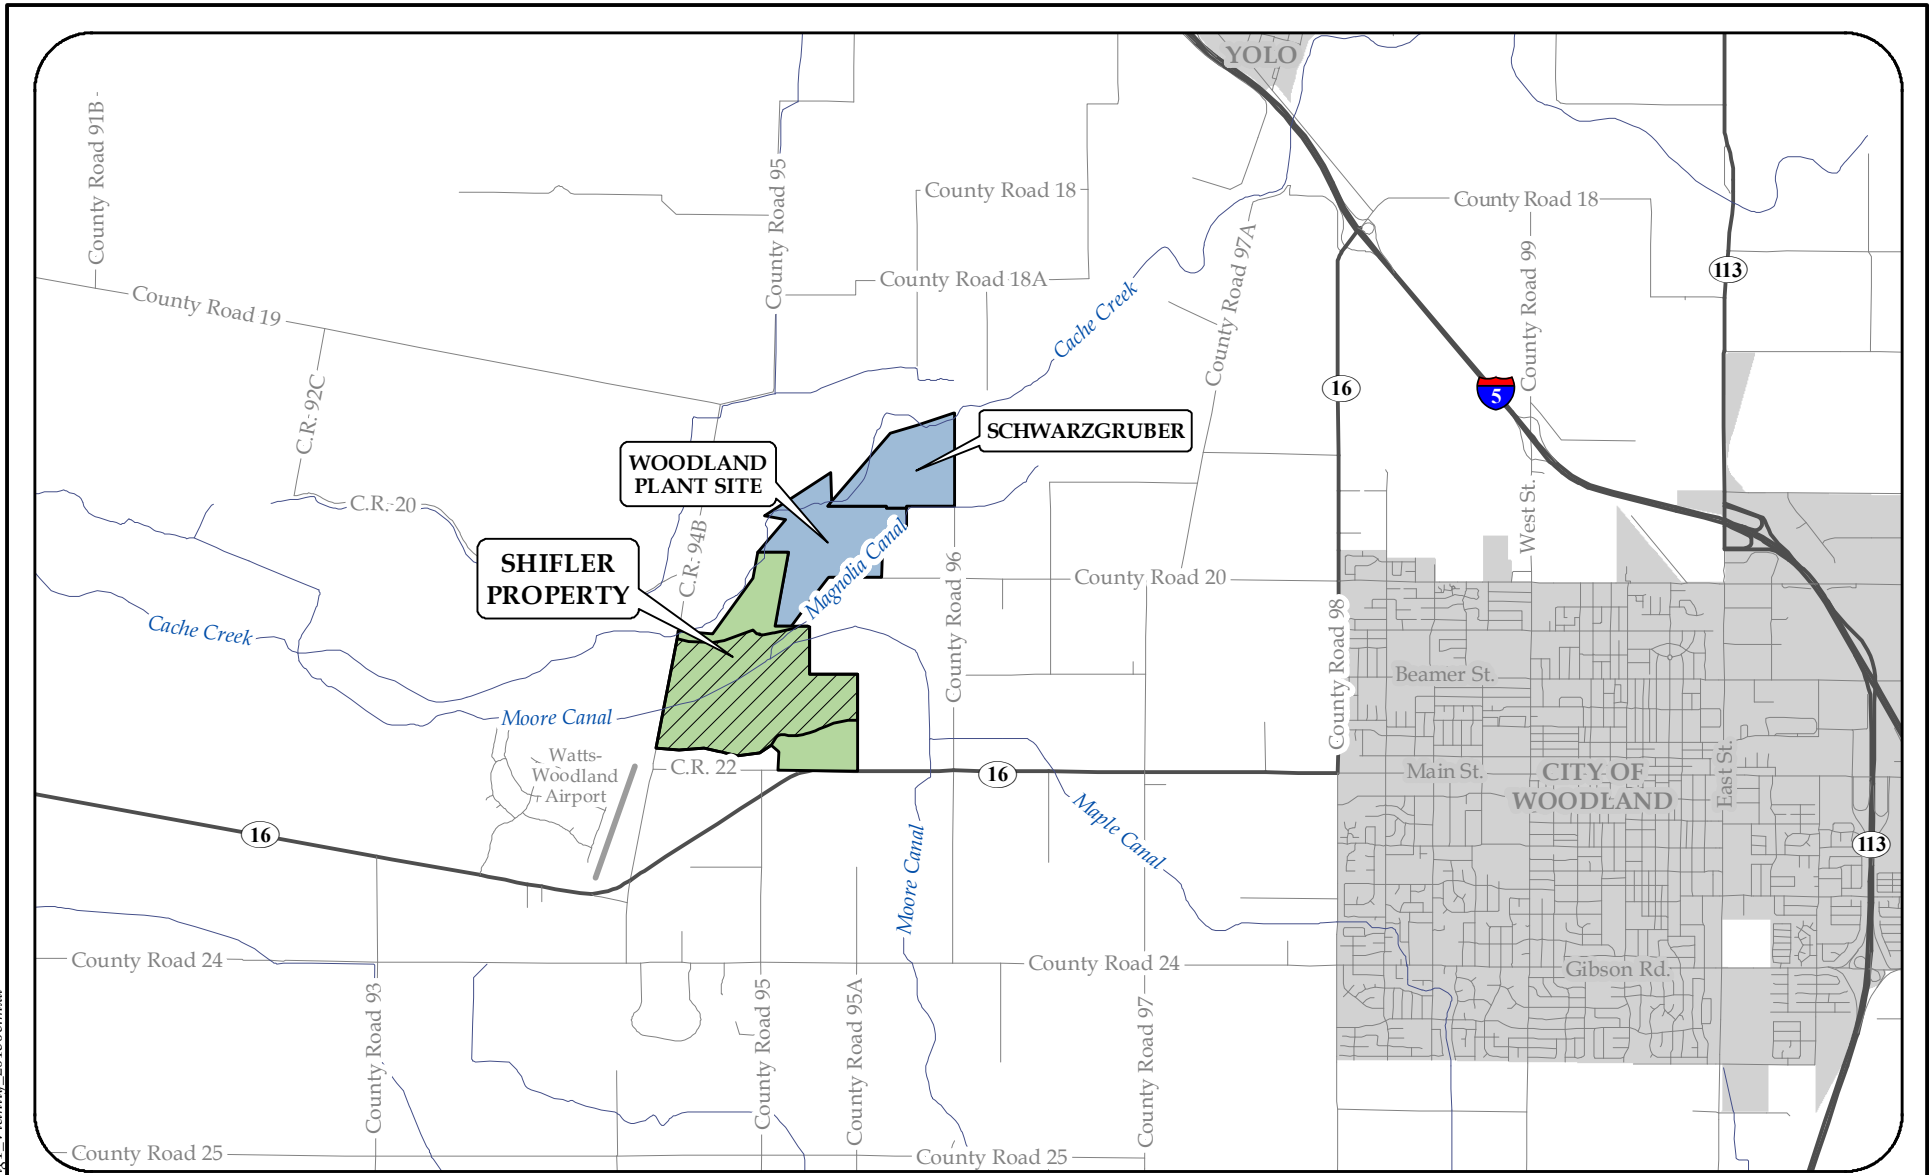 YOLO
County Road 91B
County Road 95
County Road 18
County Road 18
County Road 97A
County Road 99
113
County Road 18A
County Road 19
Cache Creek
C.R. 92C
16
5
SCHWARZGRUBER
WOODLAND
PLANT SITE
C.R. 20
C.R. 94B
Magnolia Canal
West St.
SHIFLER
PROPERTY
County Road 96
County Road 20
Cache Creek
County Road 98
Beamer St.
Moore Canal
Watts-
Woodland
Airport
C.R. 22
16
Main St.
CITY OF
WOODLAND
East St.
16
Maple Canal
113
Moore Canal
County Road 24
County Road 24
Gibson Rd.
County Road 93
County Road 95
County Road 95A
County Road 97
County Road 25
County Road 25